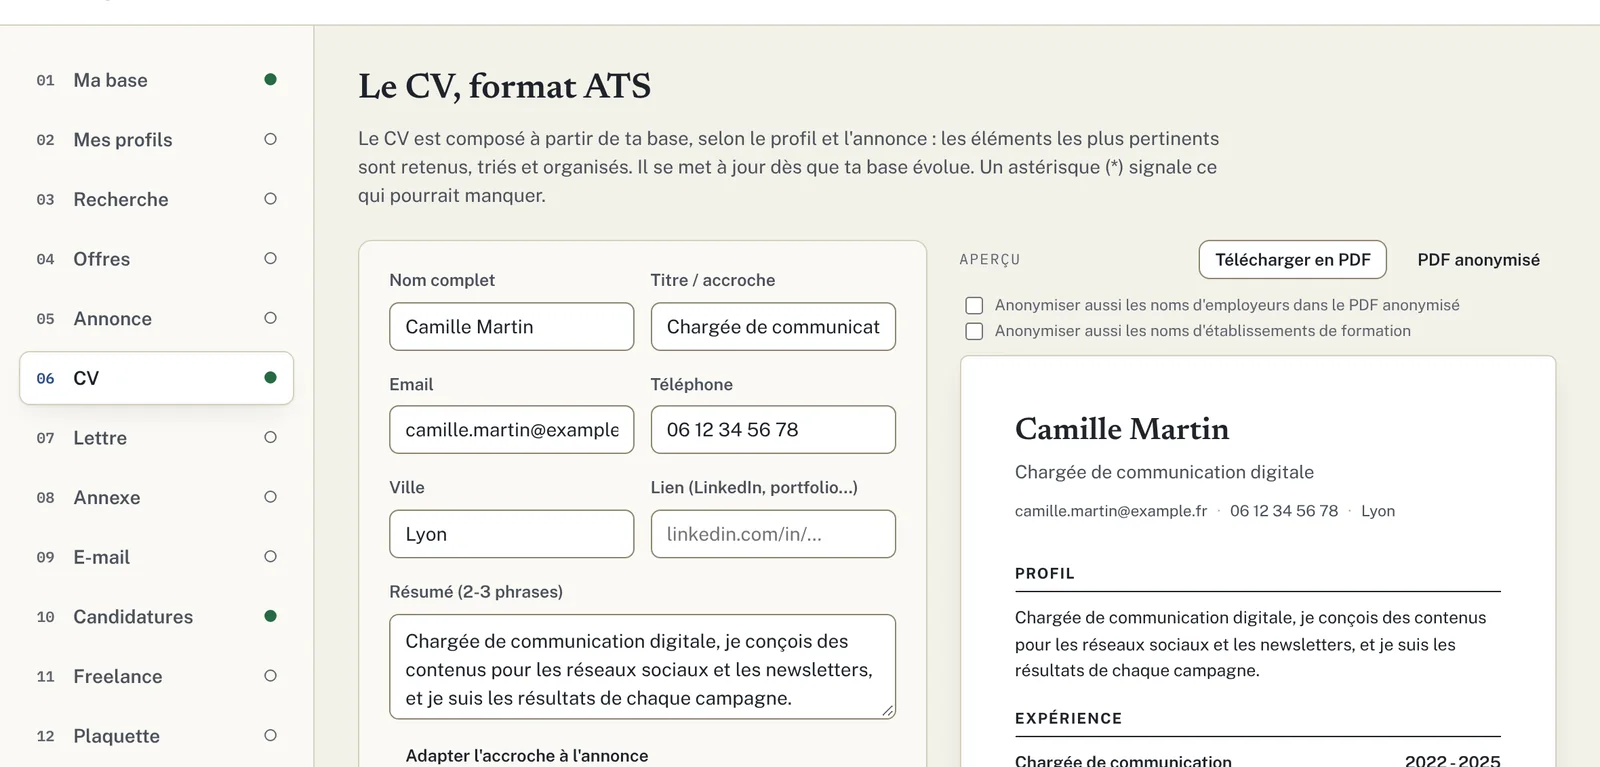 01 Ma base
02 Mes profils
03 Recherche
04 Offres
05 Annonce
06 CV
07 Lettre
08 Annexe
09 E-mail
10 Candidatures
11 Freelance
12 Plaquette
Le CV, format ATS
Le CV est composé à partir de ta base, selon le profil et l'annonce : les éléments les plus pertinents
sont retenus, triés et organisés. Il se met à jour dès que ta base évolue. Un astérisque (*) signale ce
qui pourrait manquer.
Nom complet
Camille Martin
Titre / accroche
Chargée de communicat
Email
camille.martin@example
Téléphone
06 12 34 56 78
Ville
Lyon
Lien (LinkedIn, portfolio...)
linkedin.com/in/...
Résumé (2-3 phrases)
Chargée de communication digitale, je conçois des
contenus pour les réseaux sociaux et les newsletters,
et je suis les résultats de chaque campagne.
Adapter l'accroche à l'annonce
APERÇU
Télécharger en PDF
PDF anonymisé
Anonymiser aussi les noms d'employeurs dans le PDF anonymisé
Anonymiser aussi les noms d'établissements de formation
Camille Martin
Chargée de communication digitale
camille.martin@example.fr · 06 12 34 56 78 · Lyon
PROFIL
Chargée de communication digitale, je conçois des contenus
pour les réseaux sociaux et les newsletters, et je suis les
résultats de chaque campagne.
EXPÉRIENCE
Chargée de communication 2022 - 2025